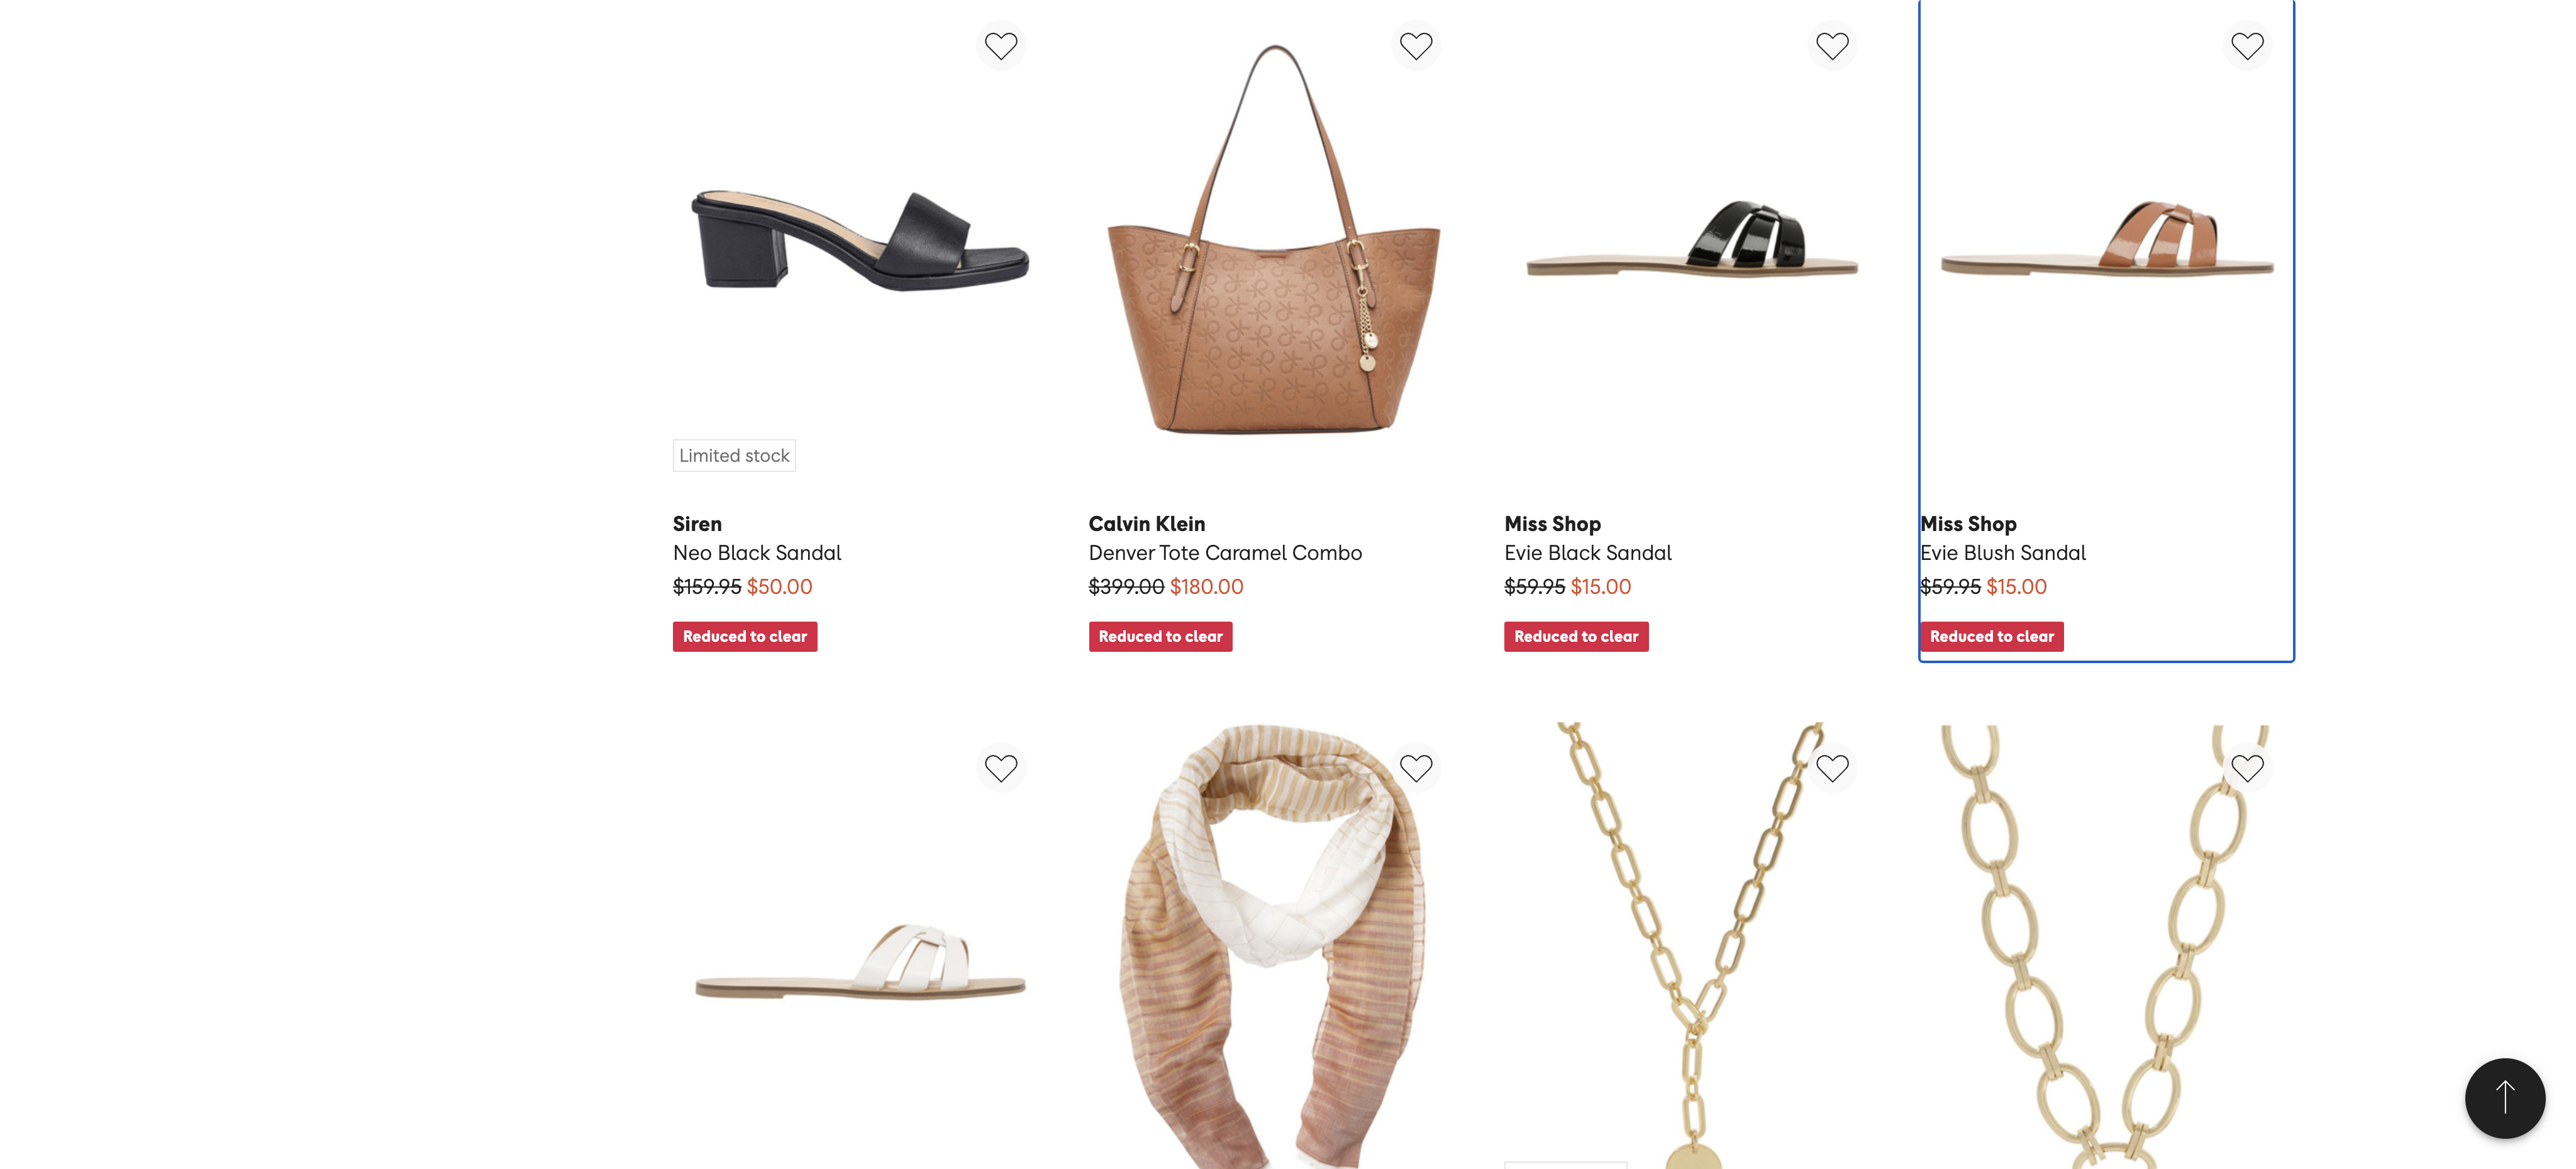 Limited stock
Siren
Neo Black Sandal
$159.95 $50.00
Reduced to clear
Calvin Klein
Denver Tote Caramel Combo
$399.00 $180.00
Reduced to clear
Miss Shop
Evie Black Sandal
$59.95 $15.00
Reduced to clear
Miss Shop
Evie Blush Sandal
$59.95 $15.00
Reduced to clear